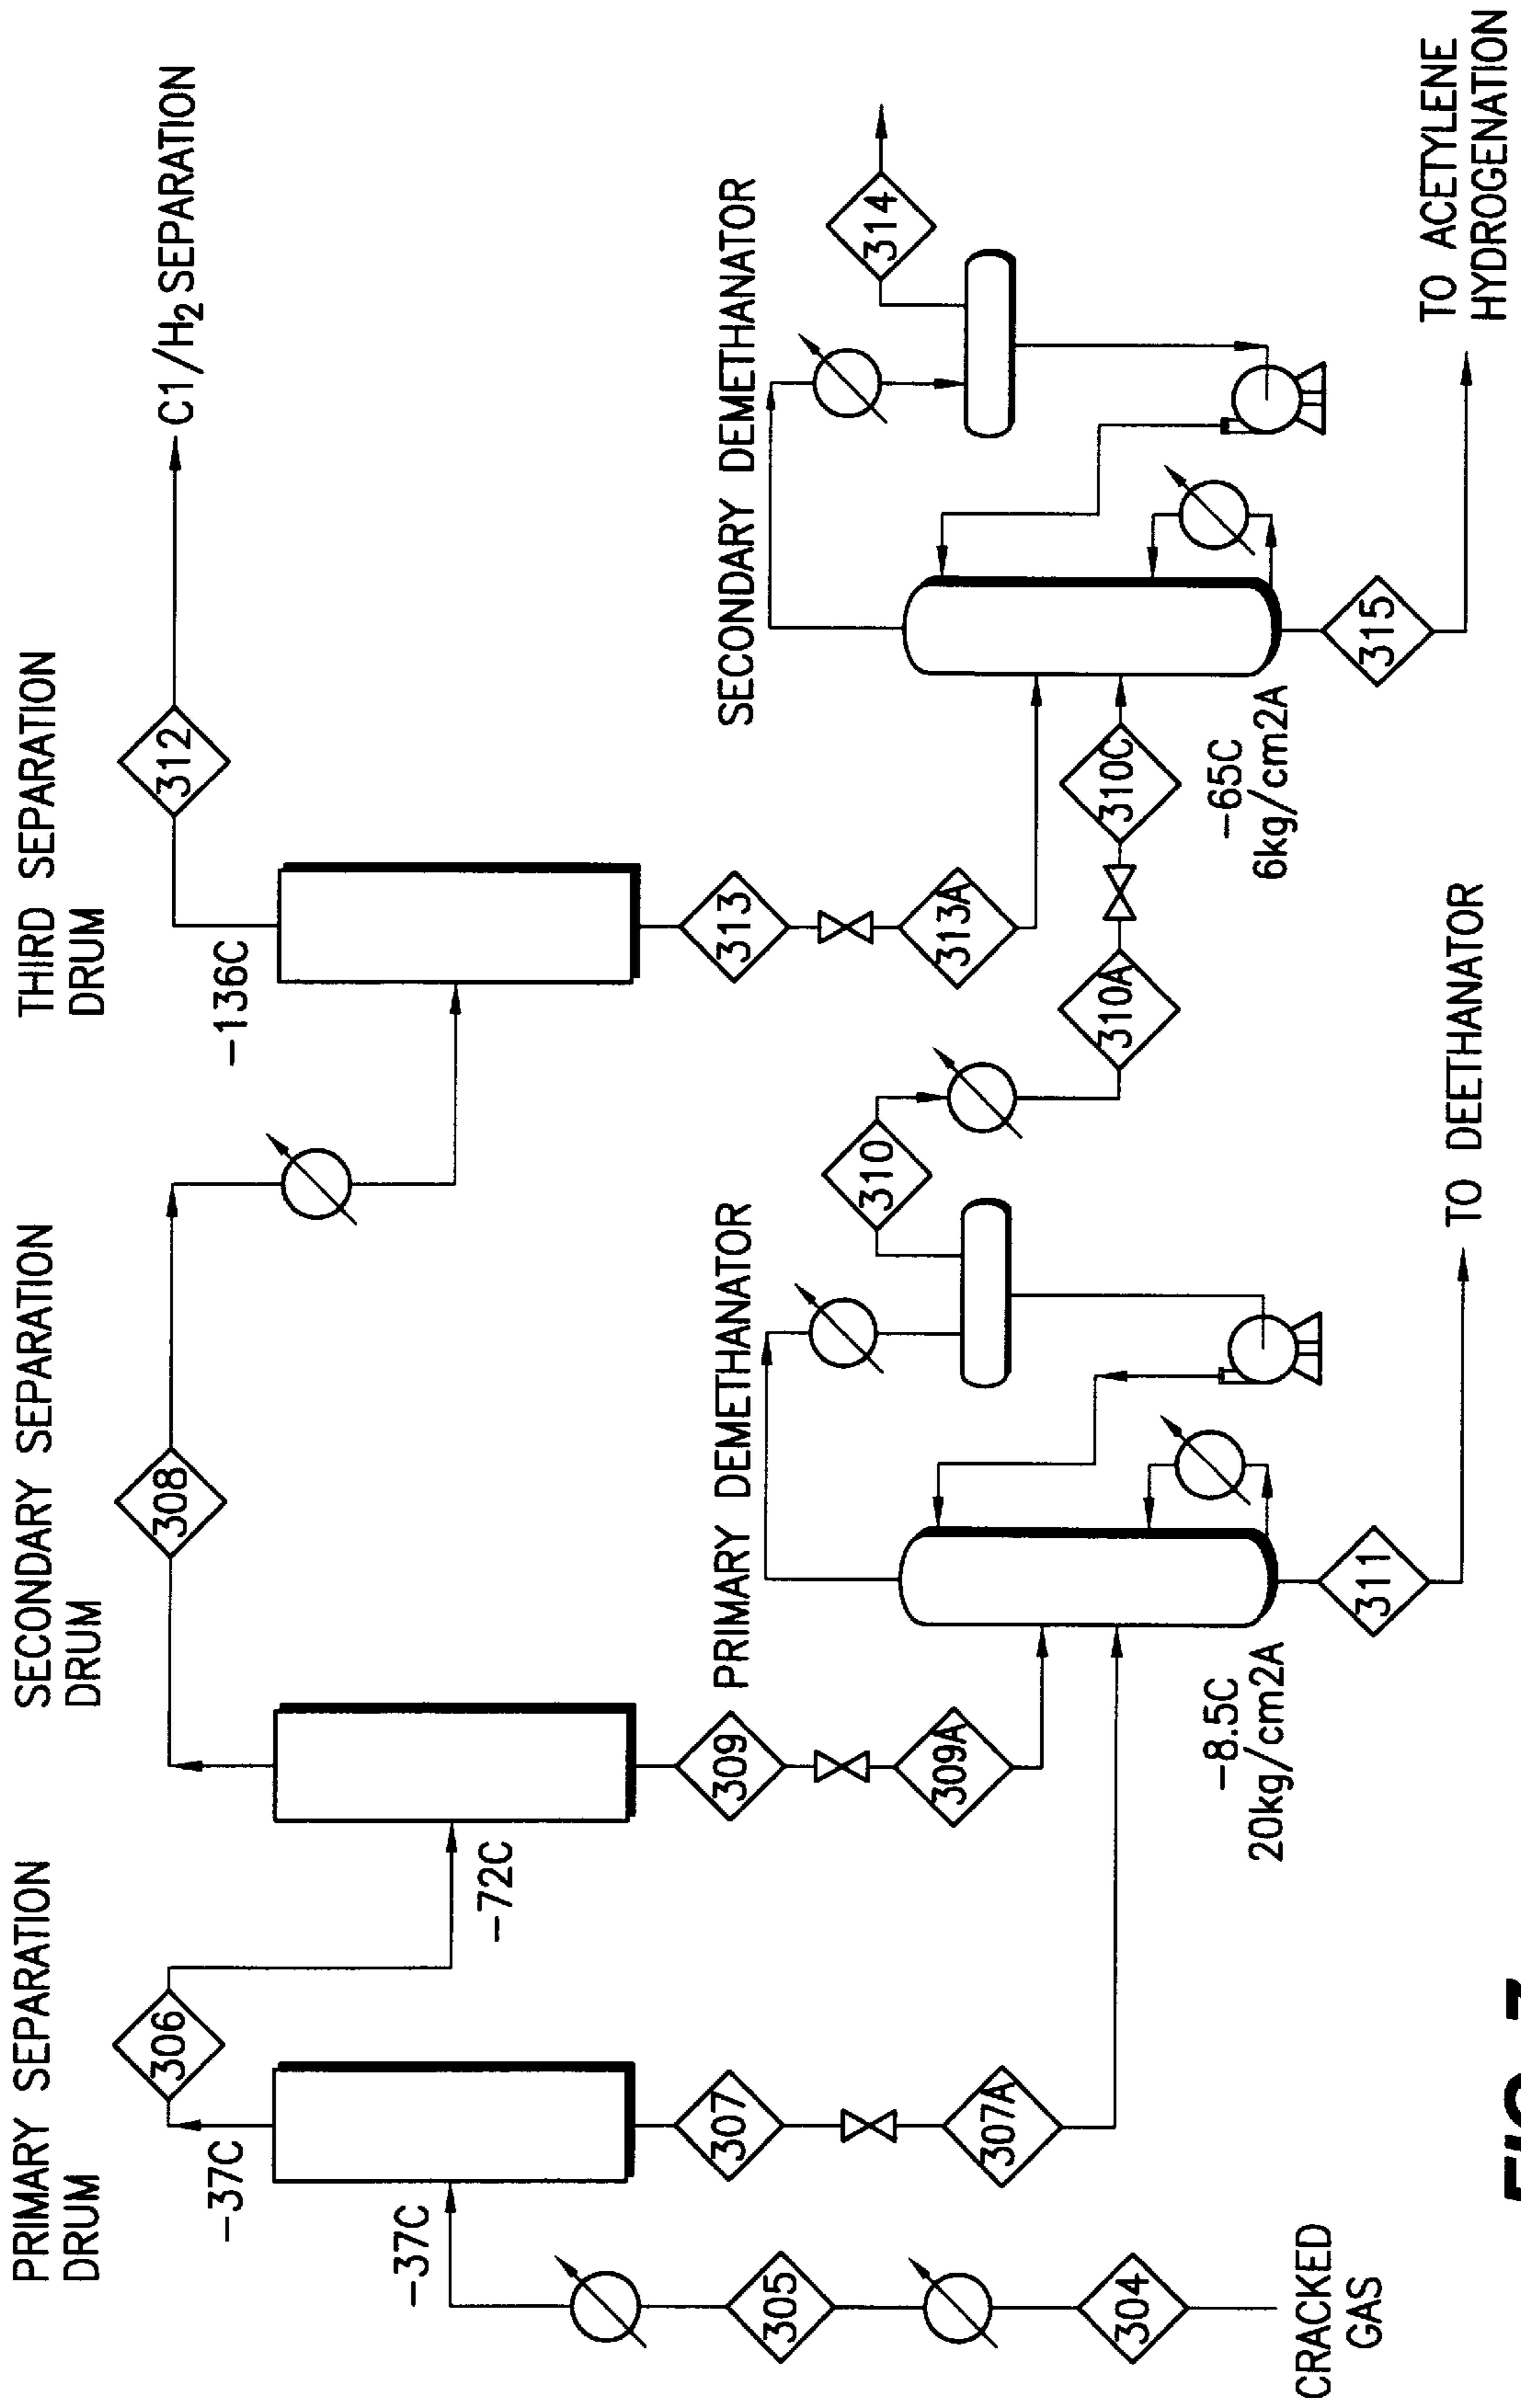 PRIMARY SEPARATION
DRUM
SECONDARY SEPARATION
DRUM
THIRD SEPARATION
DRUM
306
308
312
C1/H2 SEPARATION
-37C
-136C
-37C
-72C
305
304
CRACKED
GAS
307
307A
309
309A
PRIMARY DEMETHANATOR
310
313
313A
SECONDARY DEMETHANATOR
314
310A
310C
-8.5C
20kg/cm2A
-65C
6kg/cm2A
311
TO DEETHANATOR
315
TO ACETYLENE
HYDROGENATION